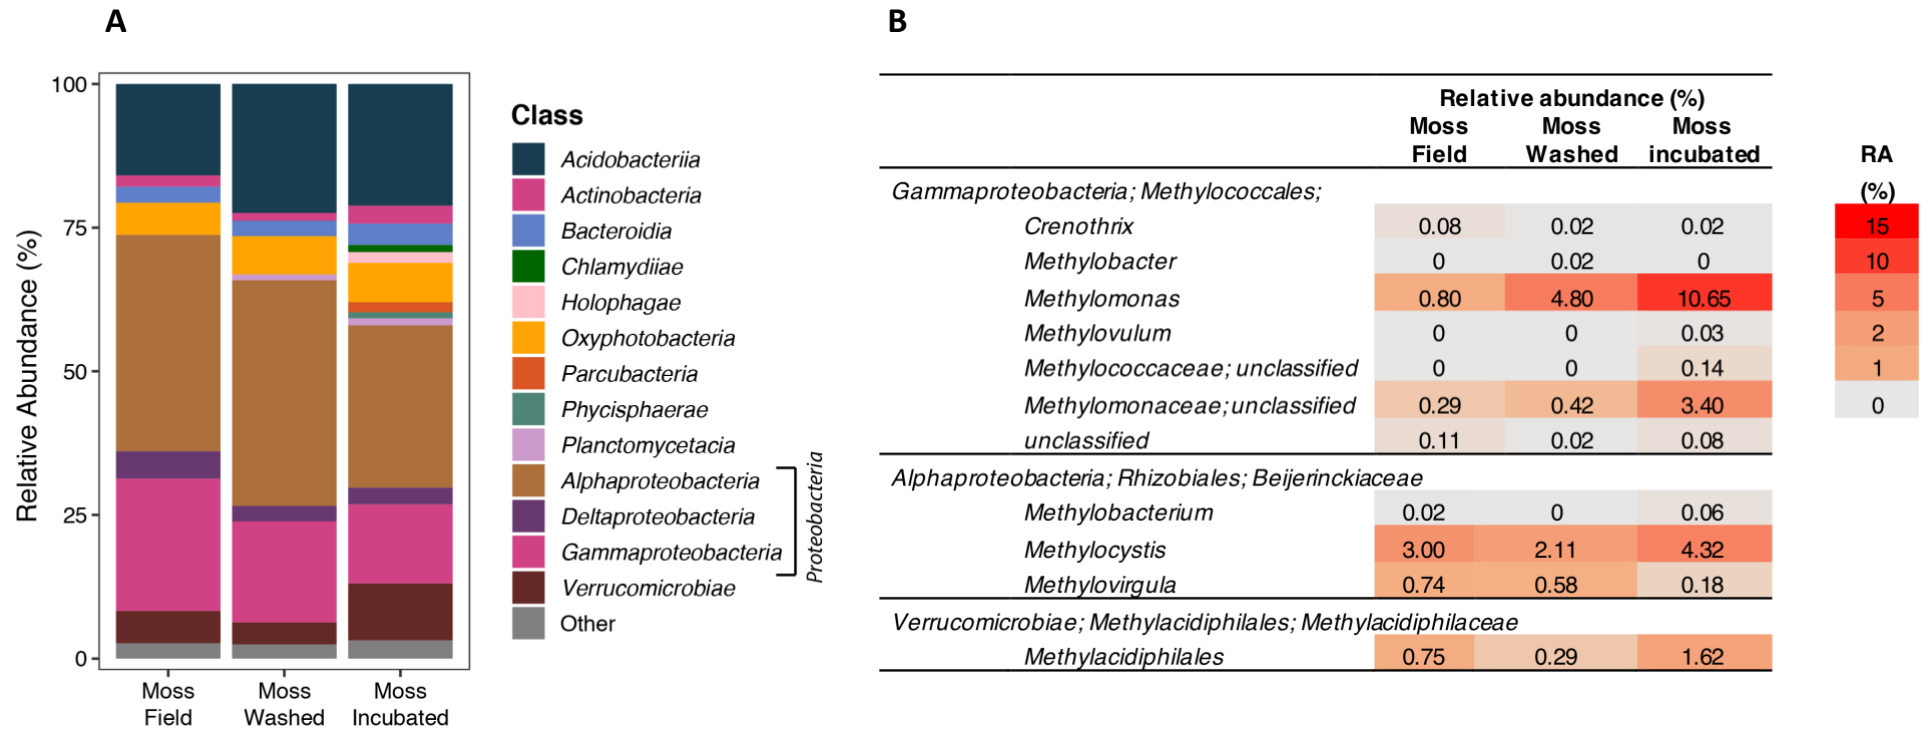 A
100
75
50
25
0
Relative Abundance (%)
Moss
Field
Moss
Washed
Moss
Incubated
Class
Acidobacteriia
Actinobacteria
Bacteroidia
Chlamydiiae
Holophagae
Oxyphotobacteria
Parcubacteria
Phycisphaerae
Planctomycetacia
Alphaproteobacteria
Deltaproteobacteria
Gammaproteobacteria
Verrucomicrobiae
Other
Proteobacteria
B
Relative abundance (%)
Moss Moss Moss
Field Washed incubated
Gammaproteobacteria; Methylococcales;
Crenothrix 0.08 0.02 0.02
Methylobacter 0 0.02 0
Methylomonas 0.80 4.80 10.65
Methylovulum 0 0 0.03
Methylococcaceae; unclassified 0 0 0.14
Methylomonaceae; unclassified 0.29 0.42 3.40
unclassified 0.11 0.02 0.08
Alphaproteobacteria; Rhizobiales; Beijerinckiaceae
Methylobacterium 0.02 0 0.06
Methylocystis 3.00 2.11 4.32
Methylovirgula 0.74 0.58 0.18
Verrucomicrobiae; Methylacidiphilales; Methylacidiphilaceae
Methylacidiphilales 0.75 0.29 1.62
RA
(%)
15
10
5
2
1
0